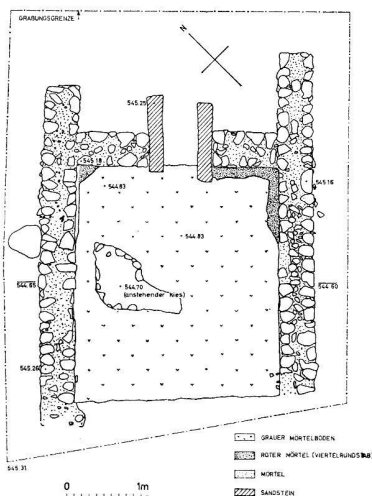 GRABUNGSGRENZE
N
545.25
545.18
544.83
545.16
544.83
544.70
(anstehender Kies)
544.65
544.60
545.26
545.31
GRAUER MÖRTELBODEN
ROTER MÖRTEL (VIERTELRUNDSTAB)
MÖRTEL
SANDSTEIN
0 1m